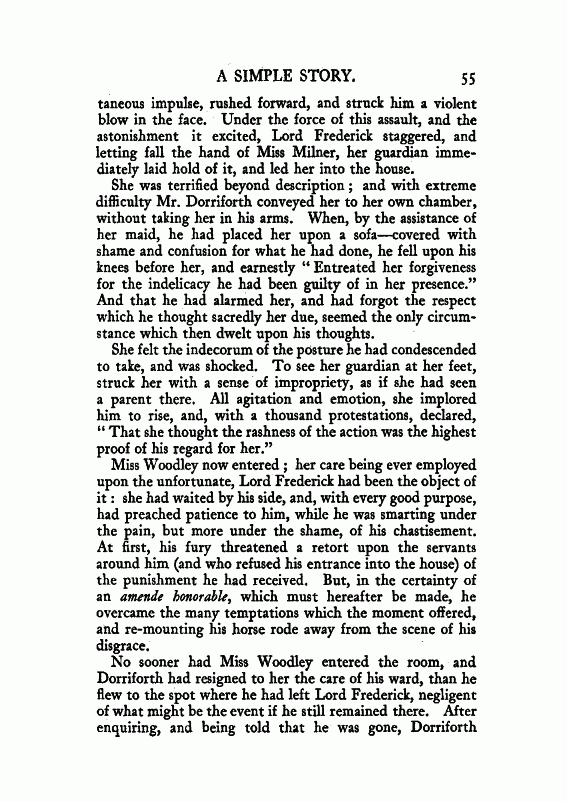 A SIMPLE STORY. 55
taneous impulse, rushed forward, and struck him a violent
blow in the face. Under the force of this assault, and the
astonishment it excited, Lord Frederick staggered, and
letting fall the hand of Miss Milner, her guardian imme-
diately laid hold of it, and led her into the house.
She was terrified beyond description; and with extreme
difficulty Mr. Dorriforth conveyed her to her own chamber,
without taking her in his arms. When, by the assistance of
her maid, he had placed her upon a sofa—covered with
shame and confusion for what he had done, he fell upon his
knees before her, and earnestly "Entreated her forgiveness
for the indelicacy he had been guilty of in her presence."
And that he had alarmed her, and had forgot the respect
which he thought sacredly her due, seemed the only circum-
stance which then dwelt upon his thoughts.
She felt the indecorum of the posture he had condescended
to take, and was shocked. To see her guardian at her feet,
struck her with a sense of impropriety, as if she had seen
a parent there. All agitation and emotion, she implored
him to rise, and, with a thousand protestations, declared,
"That she thought the rashness of the action was the highest
proof of his regard for her."
Miss Woodley now entered; her care being ever employed
upon the unfortunate, Lord Frederick had been the object of
it: she had waited by his side, and, with every good purpose,
had preached patience to him, while he was smarting under
the pain, but more under the shame, of his chastisement.
At first, his fury threatened a retort upon the servants
around him (and who refused his entrance into the house) of
the punishment he had received. But, in the certainty of
an amende honorable, which must hereafter be made, he
overcame the many temptations which the moment offered,
and re-mounting his horse rode away from the scene of his
disgrace.
No sooner had Miss Woodley entered the room, and
Dorriforth had resigned to her the care of his ward, than he
flew to the spot where he had left Lord Frederick, negligent
of what might be the event if he still remained there. After
enquiring, and being told that he was gone, Dorriforth